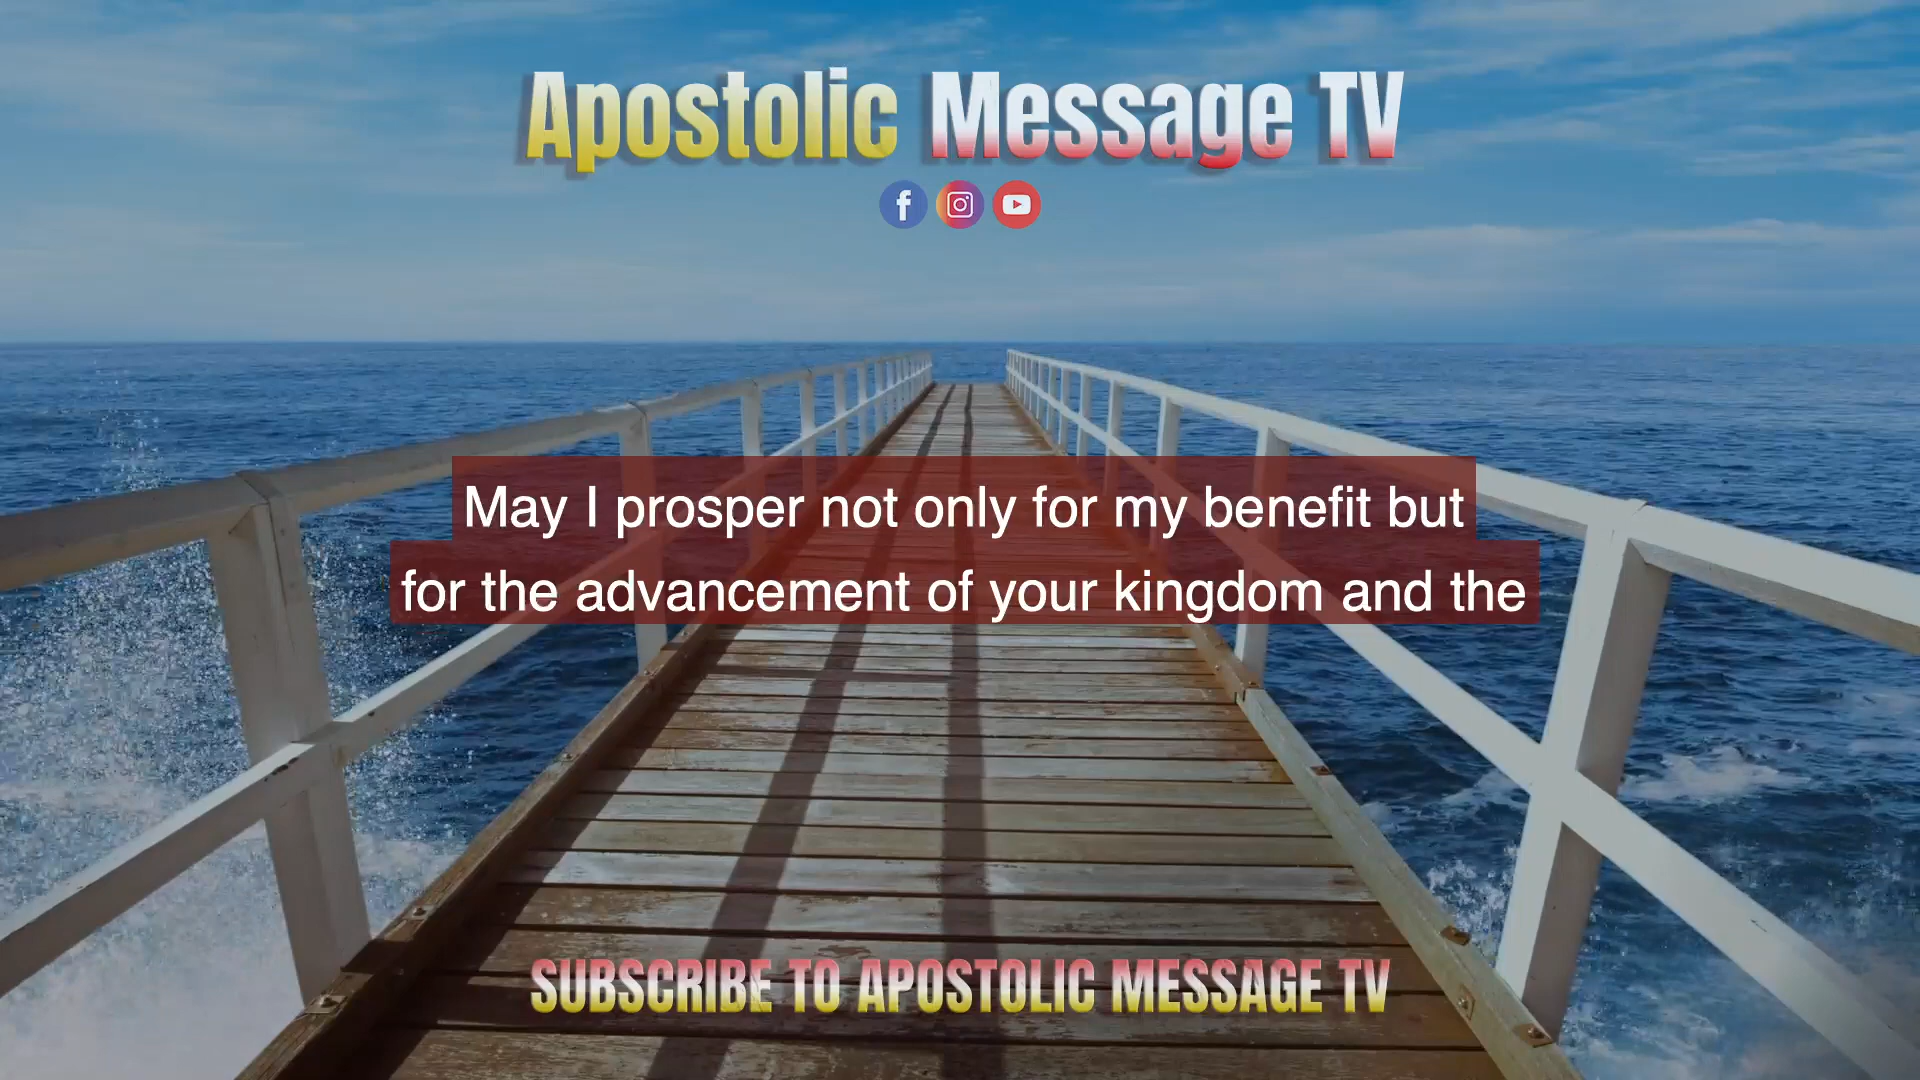 Apostolic Message TV
May I prosper not only for my benefit but
for the advancement of your kingdom and the
SUBSCRIBE TO APOSTOLIC MESSAGE TV